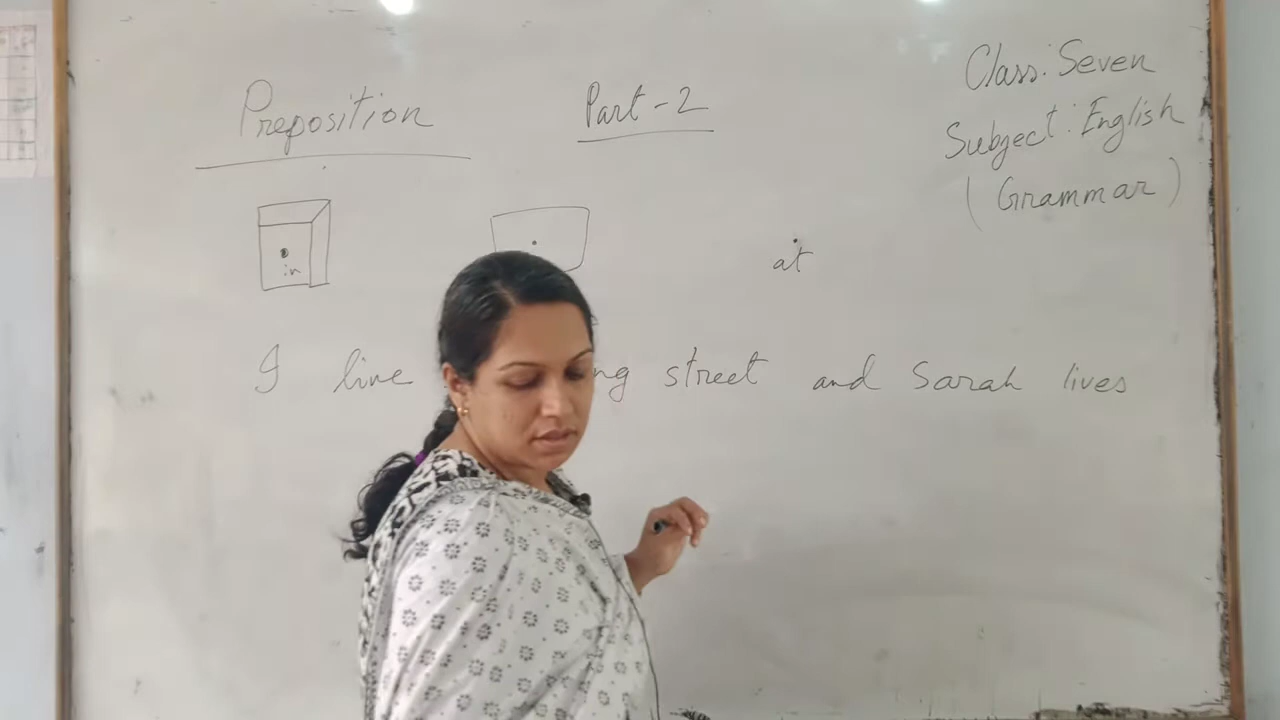 Preposition Part-2
Class: Seven
Subject: English
(Grammar)
in at
I live street and Sarah lives